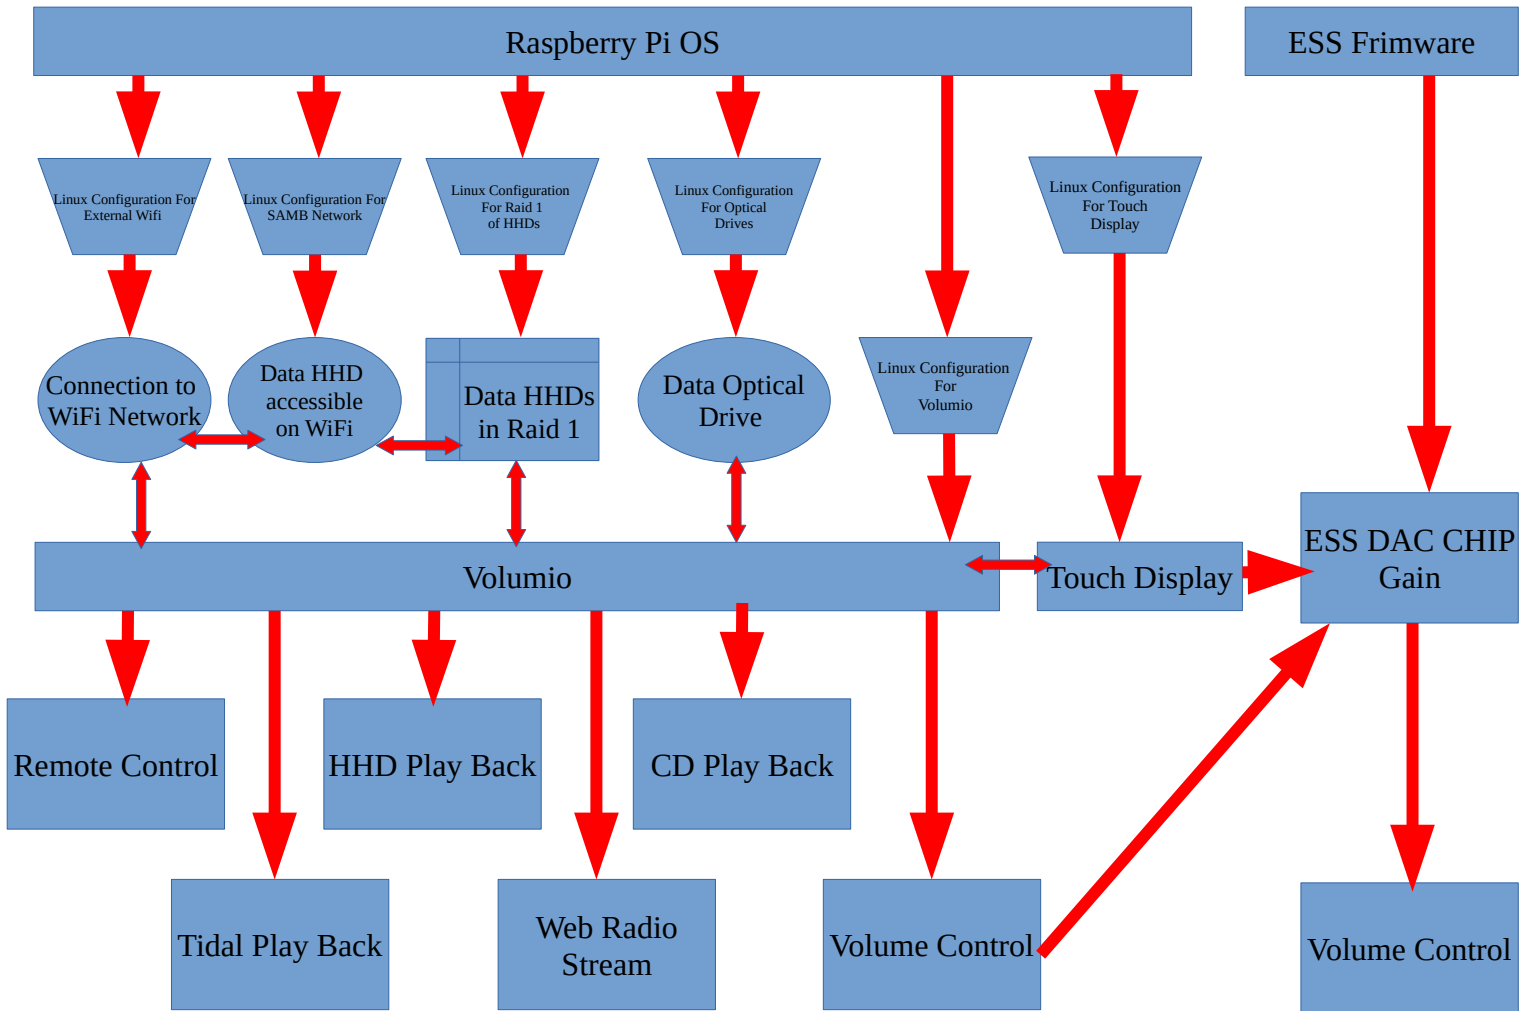 Raspberry Pi OS
ESS Frimware
Linux Configuration For
External Wifi
Linux Configuration For
SAMB Network
Linux Configuration
For Raid 1
of HHDs
Linux Configuration
For Optical
Drives
Linux Configuration
For Touch
Display
Connection to
WiFi Network
Data HHD
accessible
on WiFi
Data HHDs
in Raid 1
Data Optical
Drive
Linux Configuration
For
Volumio
ESS DAC CHIP
Gain
Volumio
Touch Display
Remote Control
HHD Play Back
CD Play Back
Tidal Play Back
Web Radio
Stream
Volume Control
Volume Control